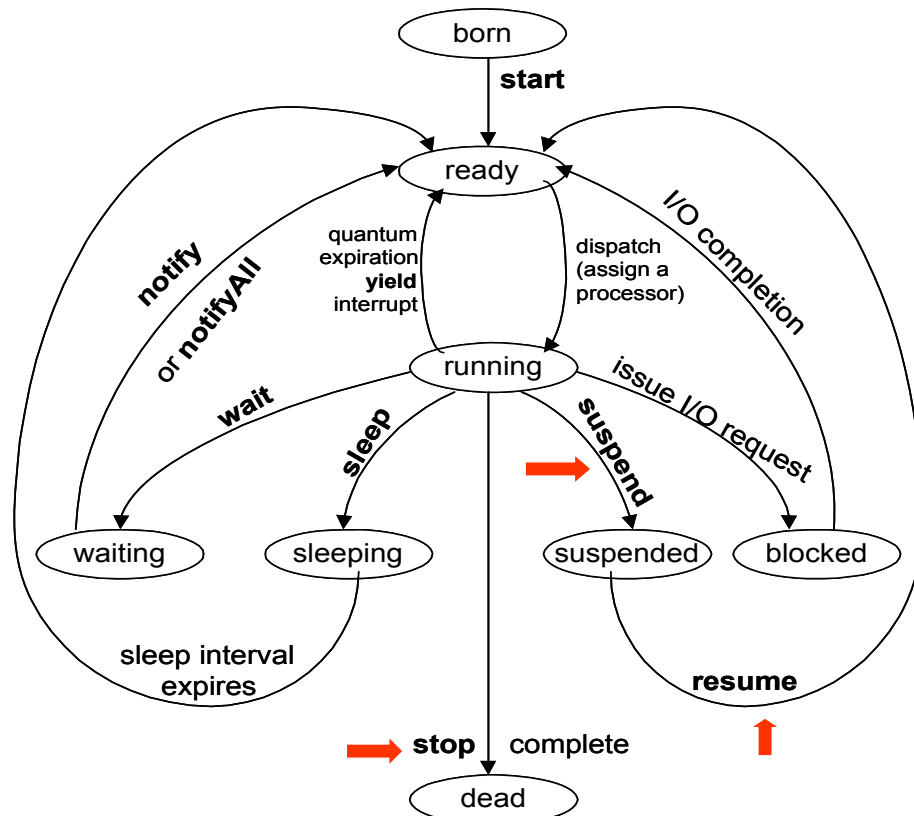 born
start
ready
quantum
expiration
yield
interrupt
dispatch
(assign a
processor)
I/O completion
notify
or notifyAll
running
wait
sleep
suspend
issue I/O request
waiting
sleeping
suspended
blocked
sleep interval
expires
resume
stop
complete
dead